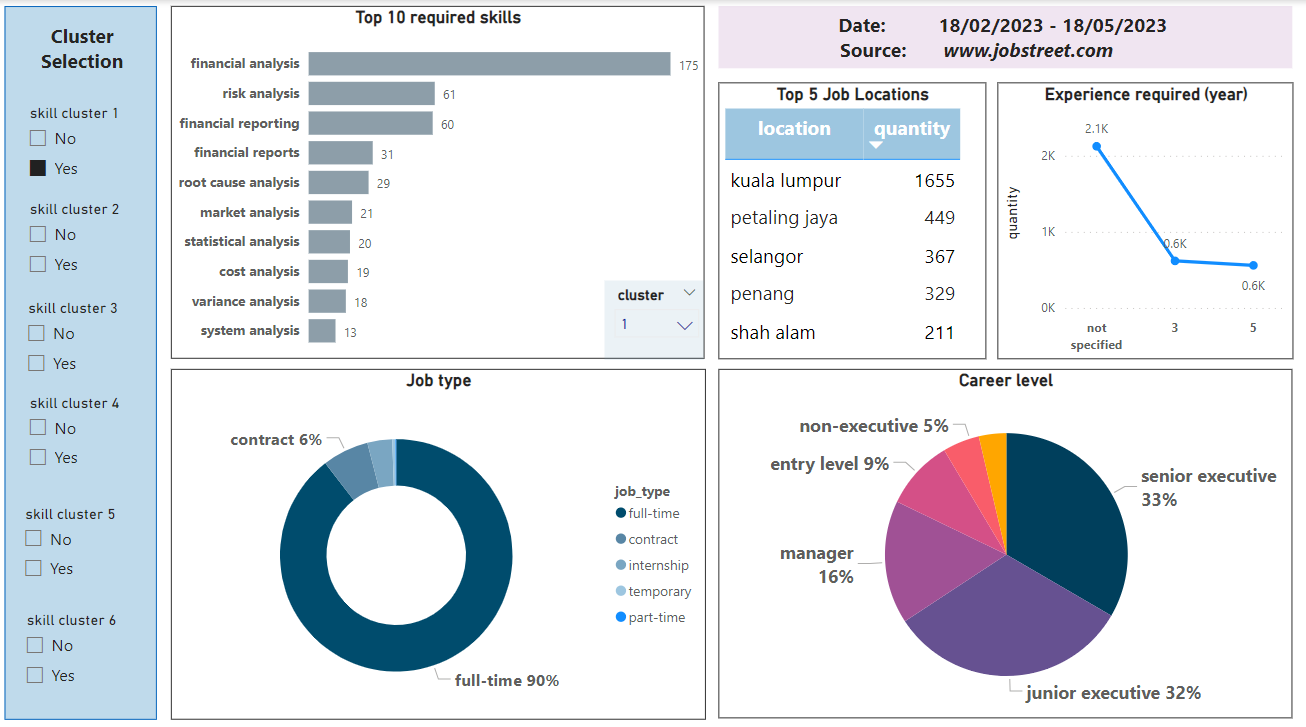 Cluster
Selection
skill cluster 1
No
Yes
skill cluster 2
No
Yes
skill cluster 3
No
Yes
skill cluster 4
No
Yes
skill cluster 5
No
Yes
skill cluster 6
No
Yes
Top 10 required skills
financial analysis 175
risk analysis 61
financial reporting 60
financial reports 31
root cause analysis 29
market analysis 21
statistical analysis 20
cost analysis 19
variance analysis 18
system analysis 13
cluster
1
Date: 18/02/2023 - 18/05/2023
Source: www.jobstreet.com
Top 5 Job Locations
location quantity
kuala lumpur 1655
petaling jaya 449
selangor 367
penang 329
shah alam 211
Experience required (year)
2.1K
2K
quantity
1K
0.6K
0.6K
0K
not
specified
3
5
Job type
contract 6%
full-time 90%
job_type
full-time
contract
internship
temporary
part-time
Career level
non-executive 5%
entry level 9%
manager
16%
senior executive
33%
junior executive 32%